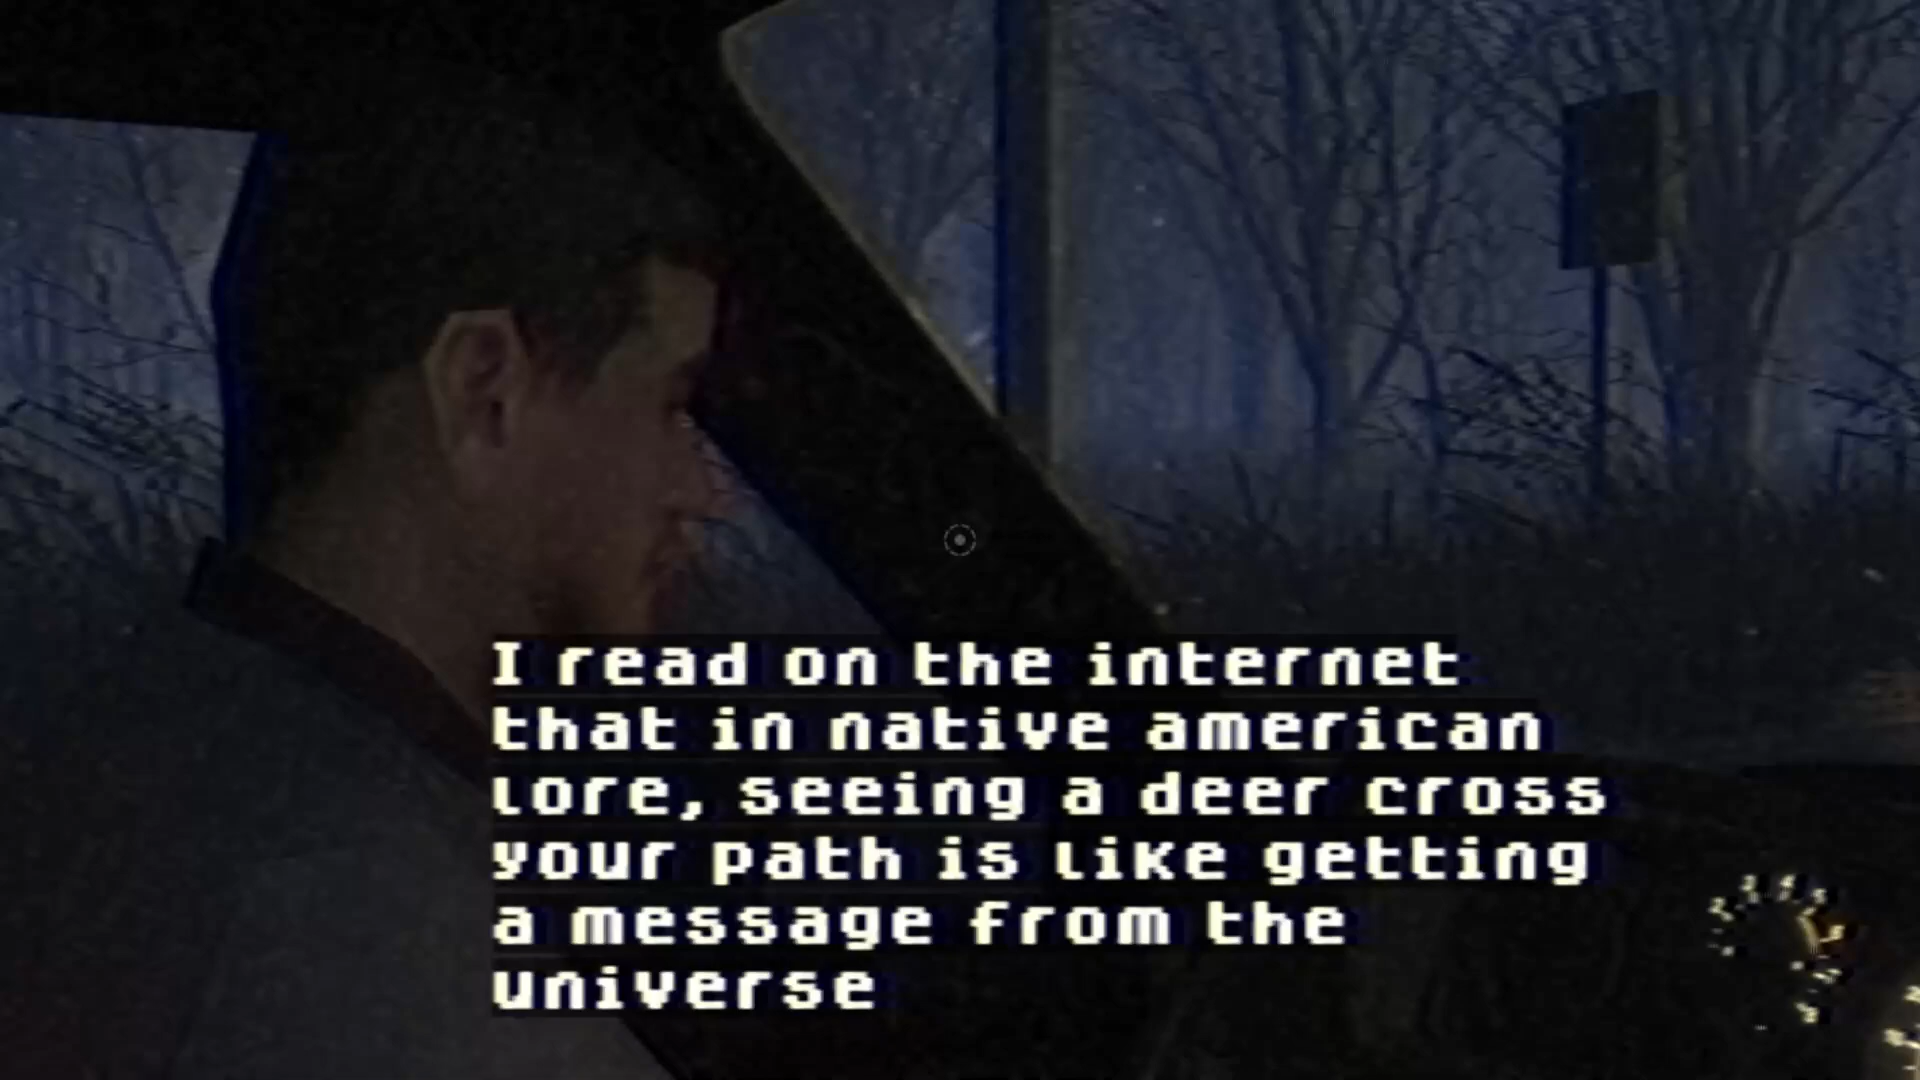 I read on the internet
that in native american
lore, seeing a deer cross
your path is like getting
a message from the
universe